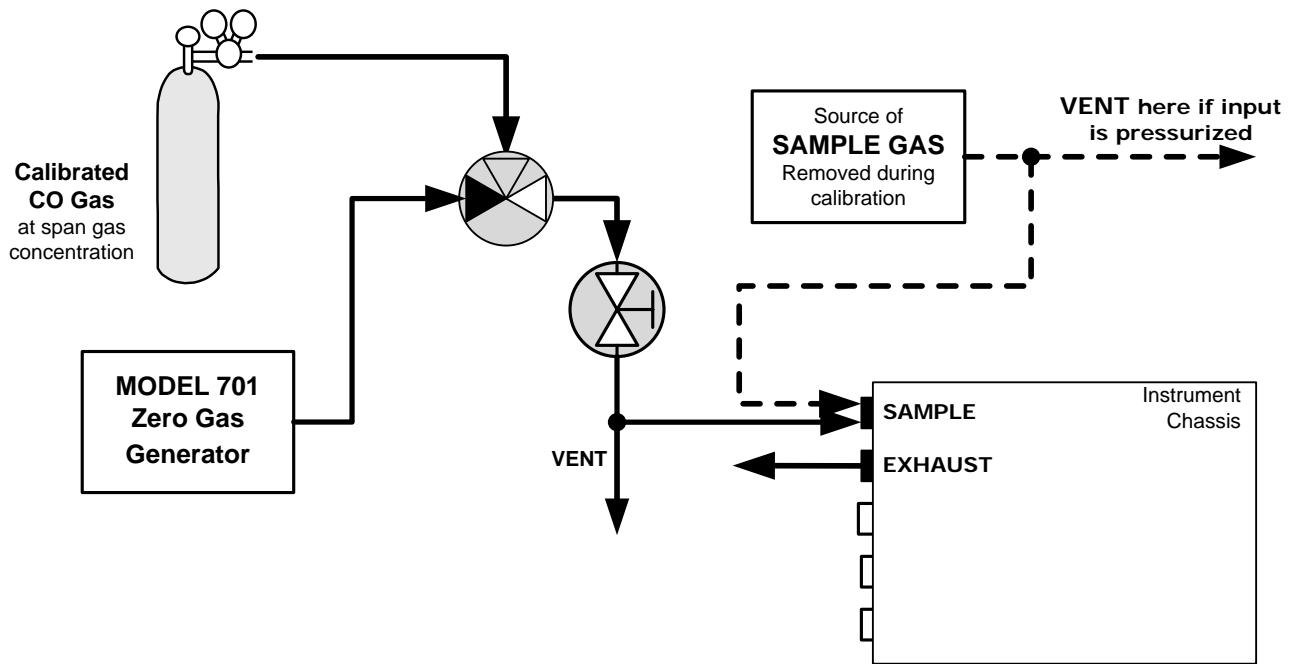 Calibrated
CO Gas
at span gas
concentration
MODEL 701
Zero Gas
Generator
VENT
Source of
SAMPLE GAS
Removed during
calibration
VENT here if input
is pressurized
SAMPLE
EXHAUST
Instrument
Chassis